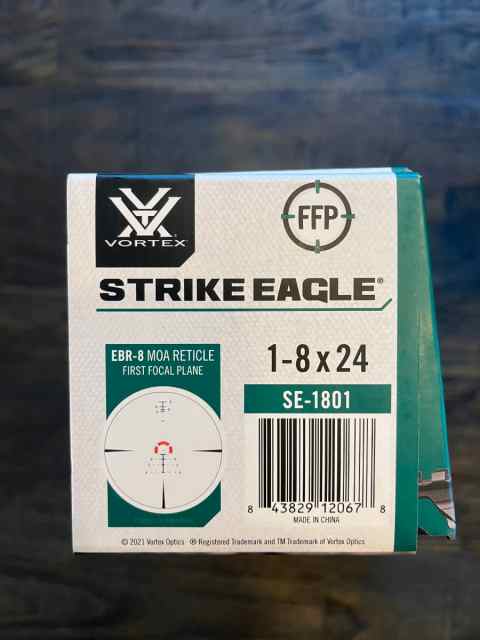 VORTEX
FFP
STRIKE EAGLE®
EBR-8 MOA RETICLE
FIRST FOCAL PLANE
1-8 x 24
SE-1801
8 43829 12067 8
MADE IN CHINA
© 2021 Vortex Optics · ® Registered Trademark and TM Trademark of Vortex Optics